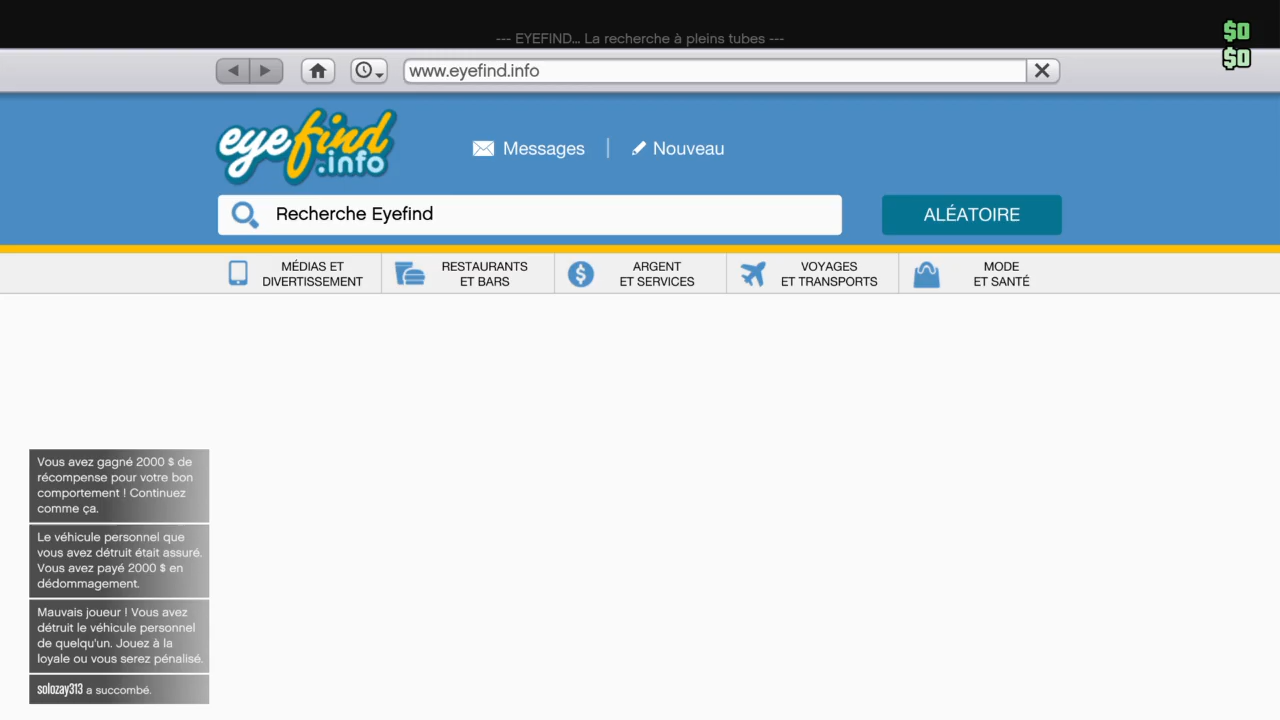 --- EYEFIND... La recherche à pleins tubes ---
$0
$0
www.eyefind.info
eyefind
.info
Messages
Nouveau
Recherche Eyefind
ALÉATOIRE
MÉDIAS ET
DIVERTISSEMENT
RESTAURANTS
ET BARS
ARGENT
ET SERVICES
VOYAGES
ET TRANSPORTS
MODE
ET SANTÉ
Vous avez gagné 2000 $ de
récompense pour votre bon
comportement ! Continuez
comme ça.
Le véhicule personnel que
vous avez détruit était assuré.
Vous avez payé 2000 $ en
dédommagement.
Mauvais joueur ! Vous avez
détruit le véhicule personnel
de quelqu'un. Jouez à la
loyale ou vous serez pénalisé.
solozay313 a succombé.